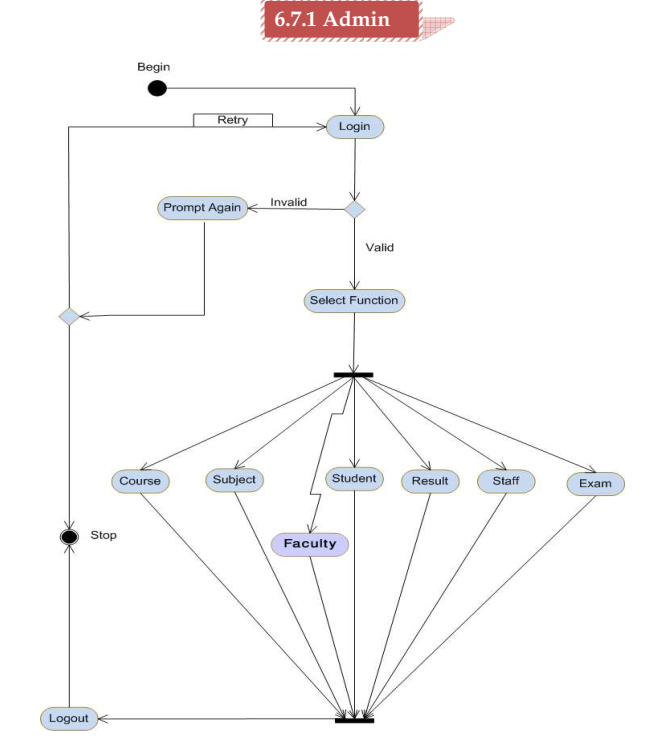 6.7.1 Admin
Begin
Retry
Login
Prompt Again
Invalid
Valid
Select Function
Course
Subject
Student
Result
Staff
Exam
Stop
Faculty
Logout